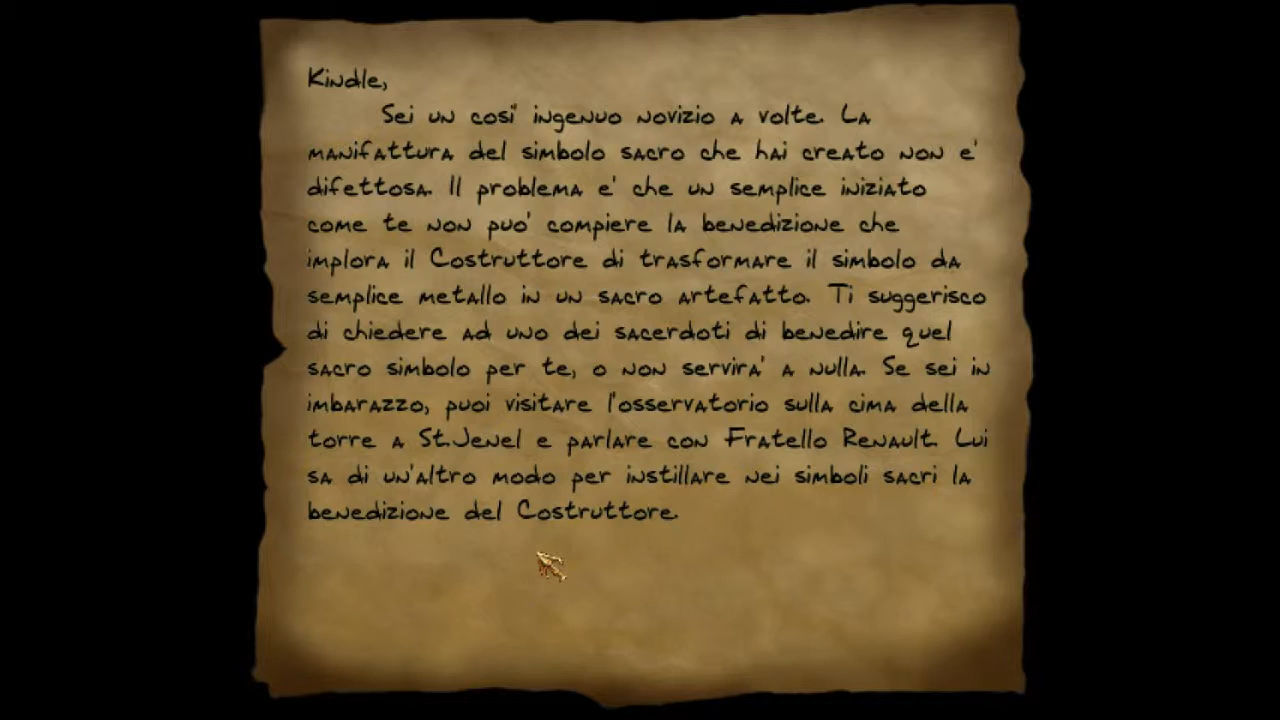 Kindle,
Sei un cosi' ingenuo novizio a volte. La
manifattura del simbolo sacro che hai creato non e'
difettosa. Il problema e' che un semplice iniziato
come te non puo' compiere la benedizione che
implora il Costruttore di trasformare il simbolo da
semplice metallo in un sacro artefatto. Ti suggerisco
di chiedere ad uno dei sacerdoti di benedire quel
sacro simbolo per te, o non servira' a nulla. Se sei in
imbarazzo, puoi visitare l'osservatorio sulla cima della
torre a St.Jenel e parlare con Fratello Renault. Lui
sa di un'altro modo per instillare nei simboli sacri la
benedizione del Costruttore.